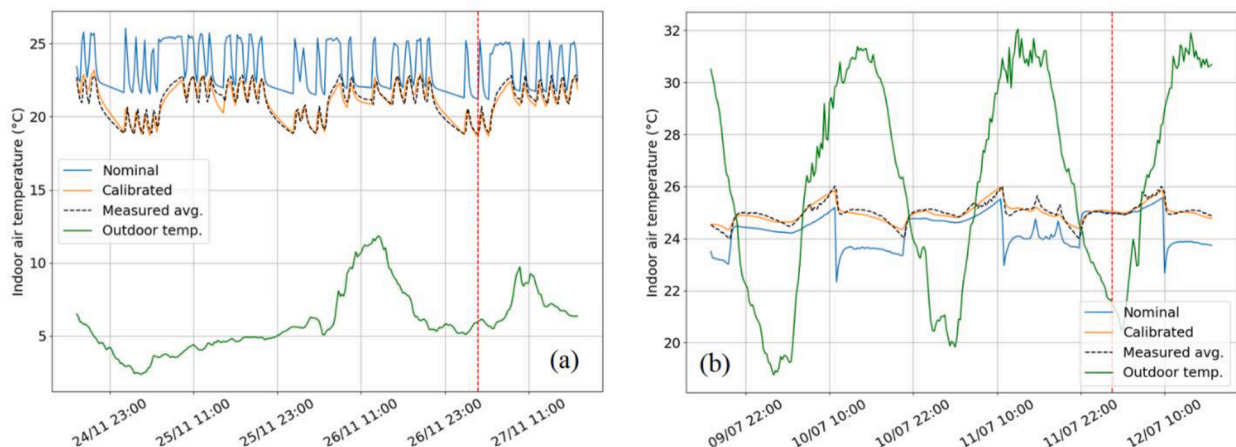 25
20
15
10
5
Indoor air temperature (°C)
Nominal
Calibrated
Measured avg.
Outdoor temp.
(a)
24/11 23:00
25/11 11:00
25/11 23:00
26/11 11:00
26/11 23:00
27/11 11:00
32
30
28
26
24
22
20
Indoor air temperature (°C)
Nominal
Calibrated
Measured avg.
Outdoor temp.
(b)
09/07 22:00
10/07 10:00
10/07 22:00
11/07 10:00
11/07 22:00
12/07 10:00